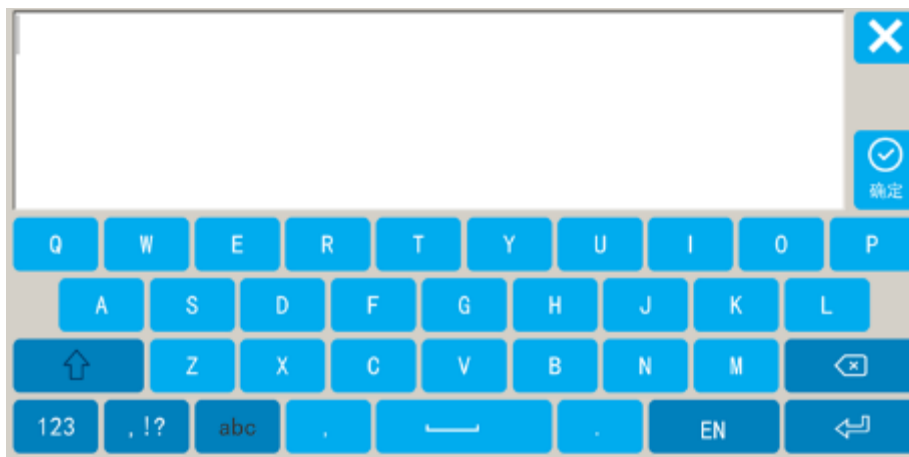 确定
Q W E R T Y U I O P
A S D F G H J K L
Z X C V B N M
123 ,!? abc , . EN